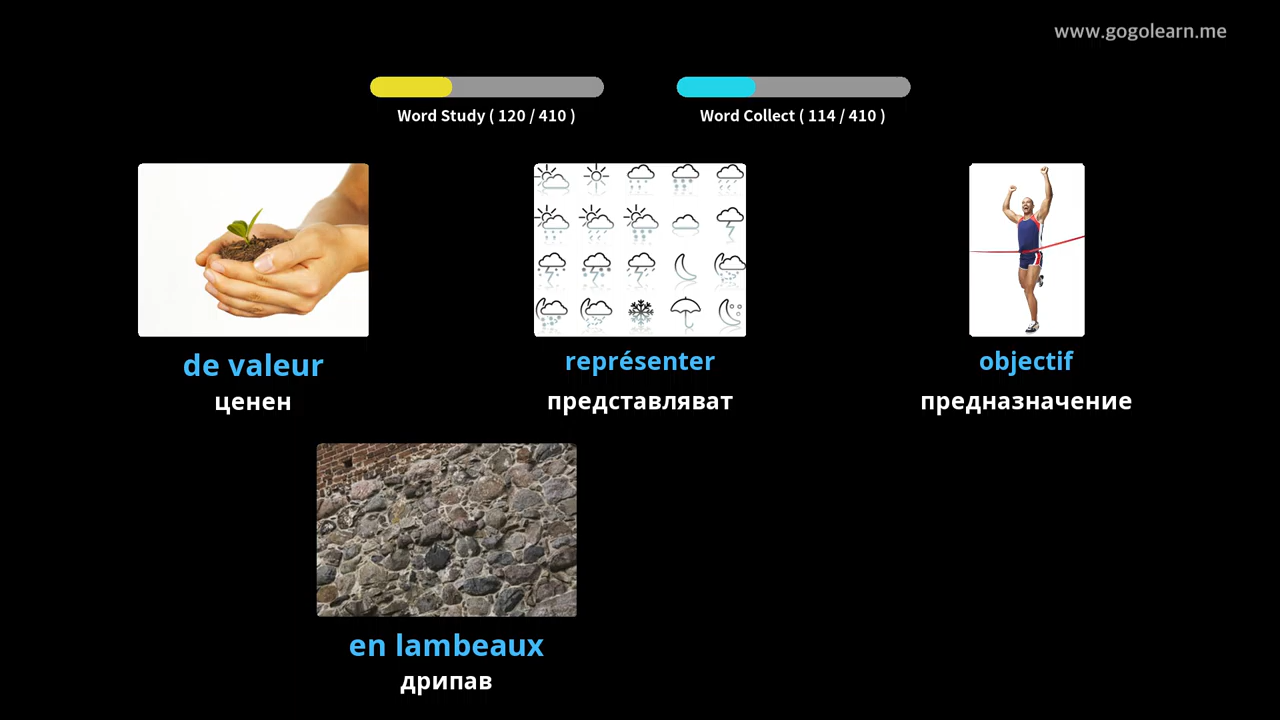 www.gogolearn.me
Word Study ( 120 / 410 )
Word Collect ( 114 / 410 )
de valeur
ценен
représenter
представляват
objectif
предназначение
en lambeaux
дрипав